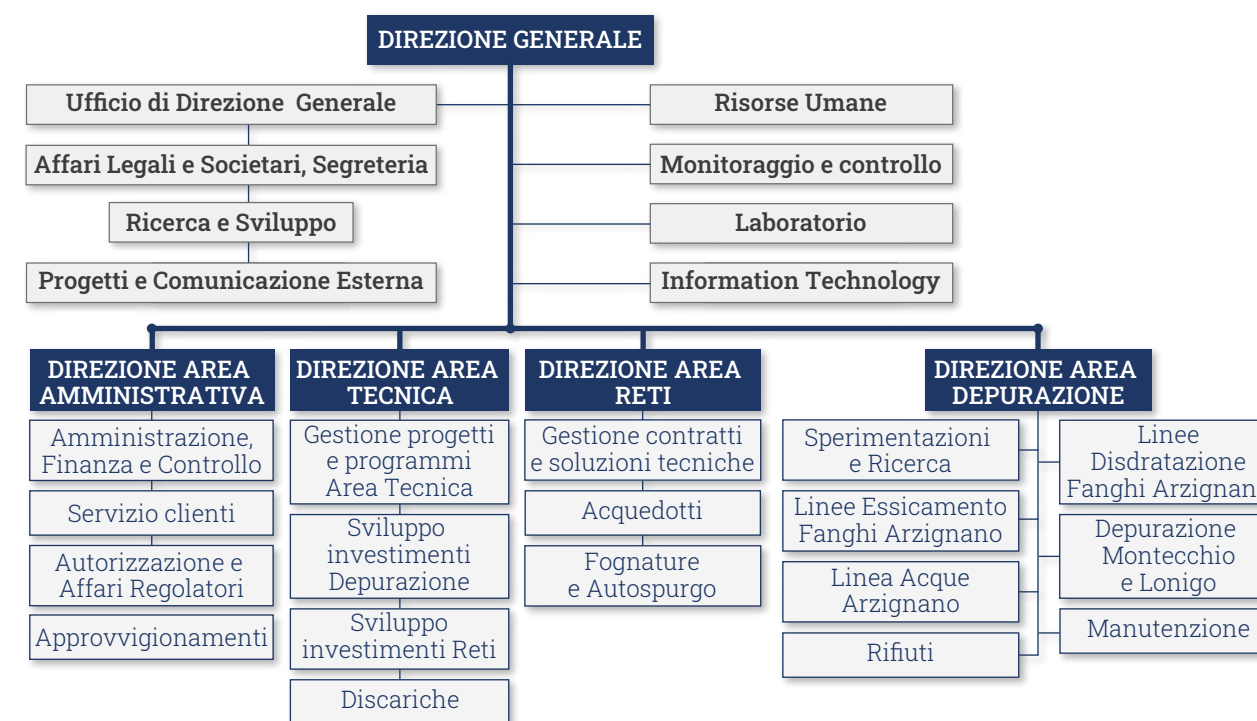 DIREZIONE GENERALE
Ufficio di Direzione Generale
Affari Legali e Societari, Segreteria
Ricerca e Sviluppo
Progetti e Comunicazione Esterna
Risorse Umane
Monitoraggio e controllo
Laboratorio
Information Technology
DIREZIONE AREA
AMMINISTRATIVA
Amministrazione,
Finanza e Controllo
Servizio clienti
Autorizzazione e
Affari Regolatori
Approvvigionamenti
DIREZIONE AREA
TECNICA
Gestione progetti
e programmi
Area Tecnica
Sviluppo
investimenti
Depurazione
Sviluppo
investimenti Reti
Discariche
DIREZIONE AREA
RETI
Gestione contratti
e soluzioni tecniche
Acquedotti
Fognature
e Autospurgo
DIREZIONE AREA
DEPURAZIONE
Sperimentazioni
e Ricerca
Linee Essicamento
Fanghi Arzignano
Linea Acque
Arzignano
Rifiuti
Linee
Disdratazione
Fanghi Arzignan
Depurazione
Montecchio
e Lonigo
Manutenzione